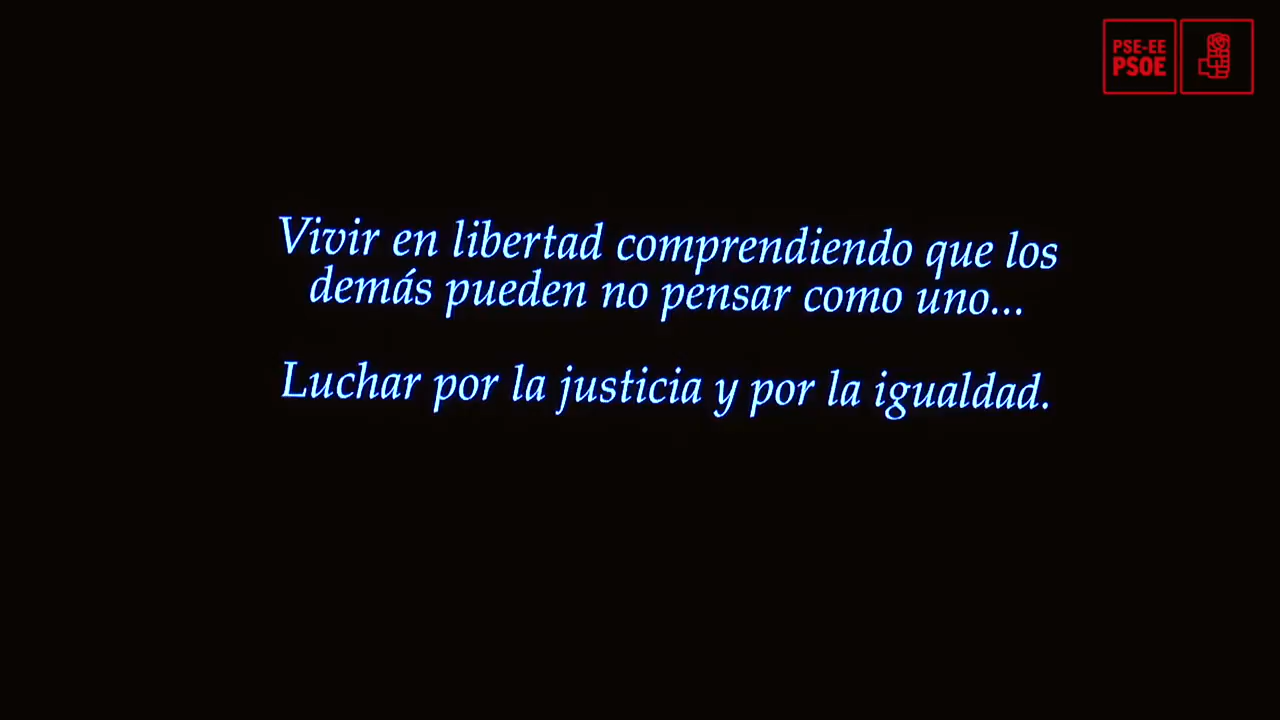 PSE-EE
PSOE
Vivir en libertad comprendiendo que los
demás pueden no pensar como uno...
Luchar por la justicia y por la igualdad.